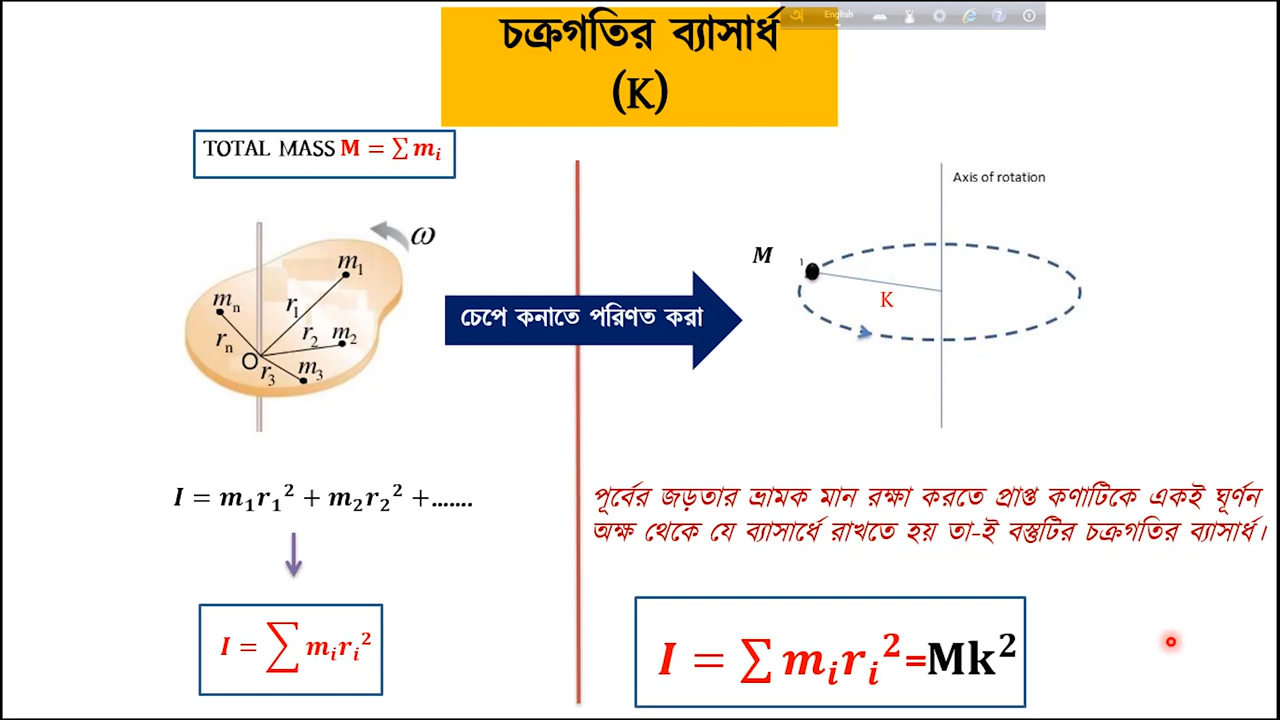 চক্রগতির ব্যাসার্ধ
(K)
English
TOTAL MASS M = ∑ mᵢ
Axis of rotation
ω
m₁
M
mₙ
K
r₁
চেপে কনাতে পরিণত করা
r₂ m₂
rₙ
O
r₃ m₃
I = m₁r₁² + m₂r₂² +.......
পূর্বের জড়তার ভ্রামক মান রক্ষা করতে প্রাপ্ত কণাটিকে একই ঘূর্ণন
অক্ষ থেকে যে ব্যাসার্ধে রাখতে হয় তা-ই বস্তুটির চক্রগতির ব্যাসার্ধ।
I = ∑ mᵢrᵢ²
I = ∑ mᵢrᵢ²=Mk²